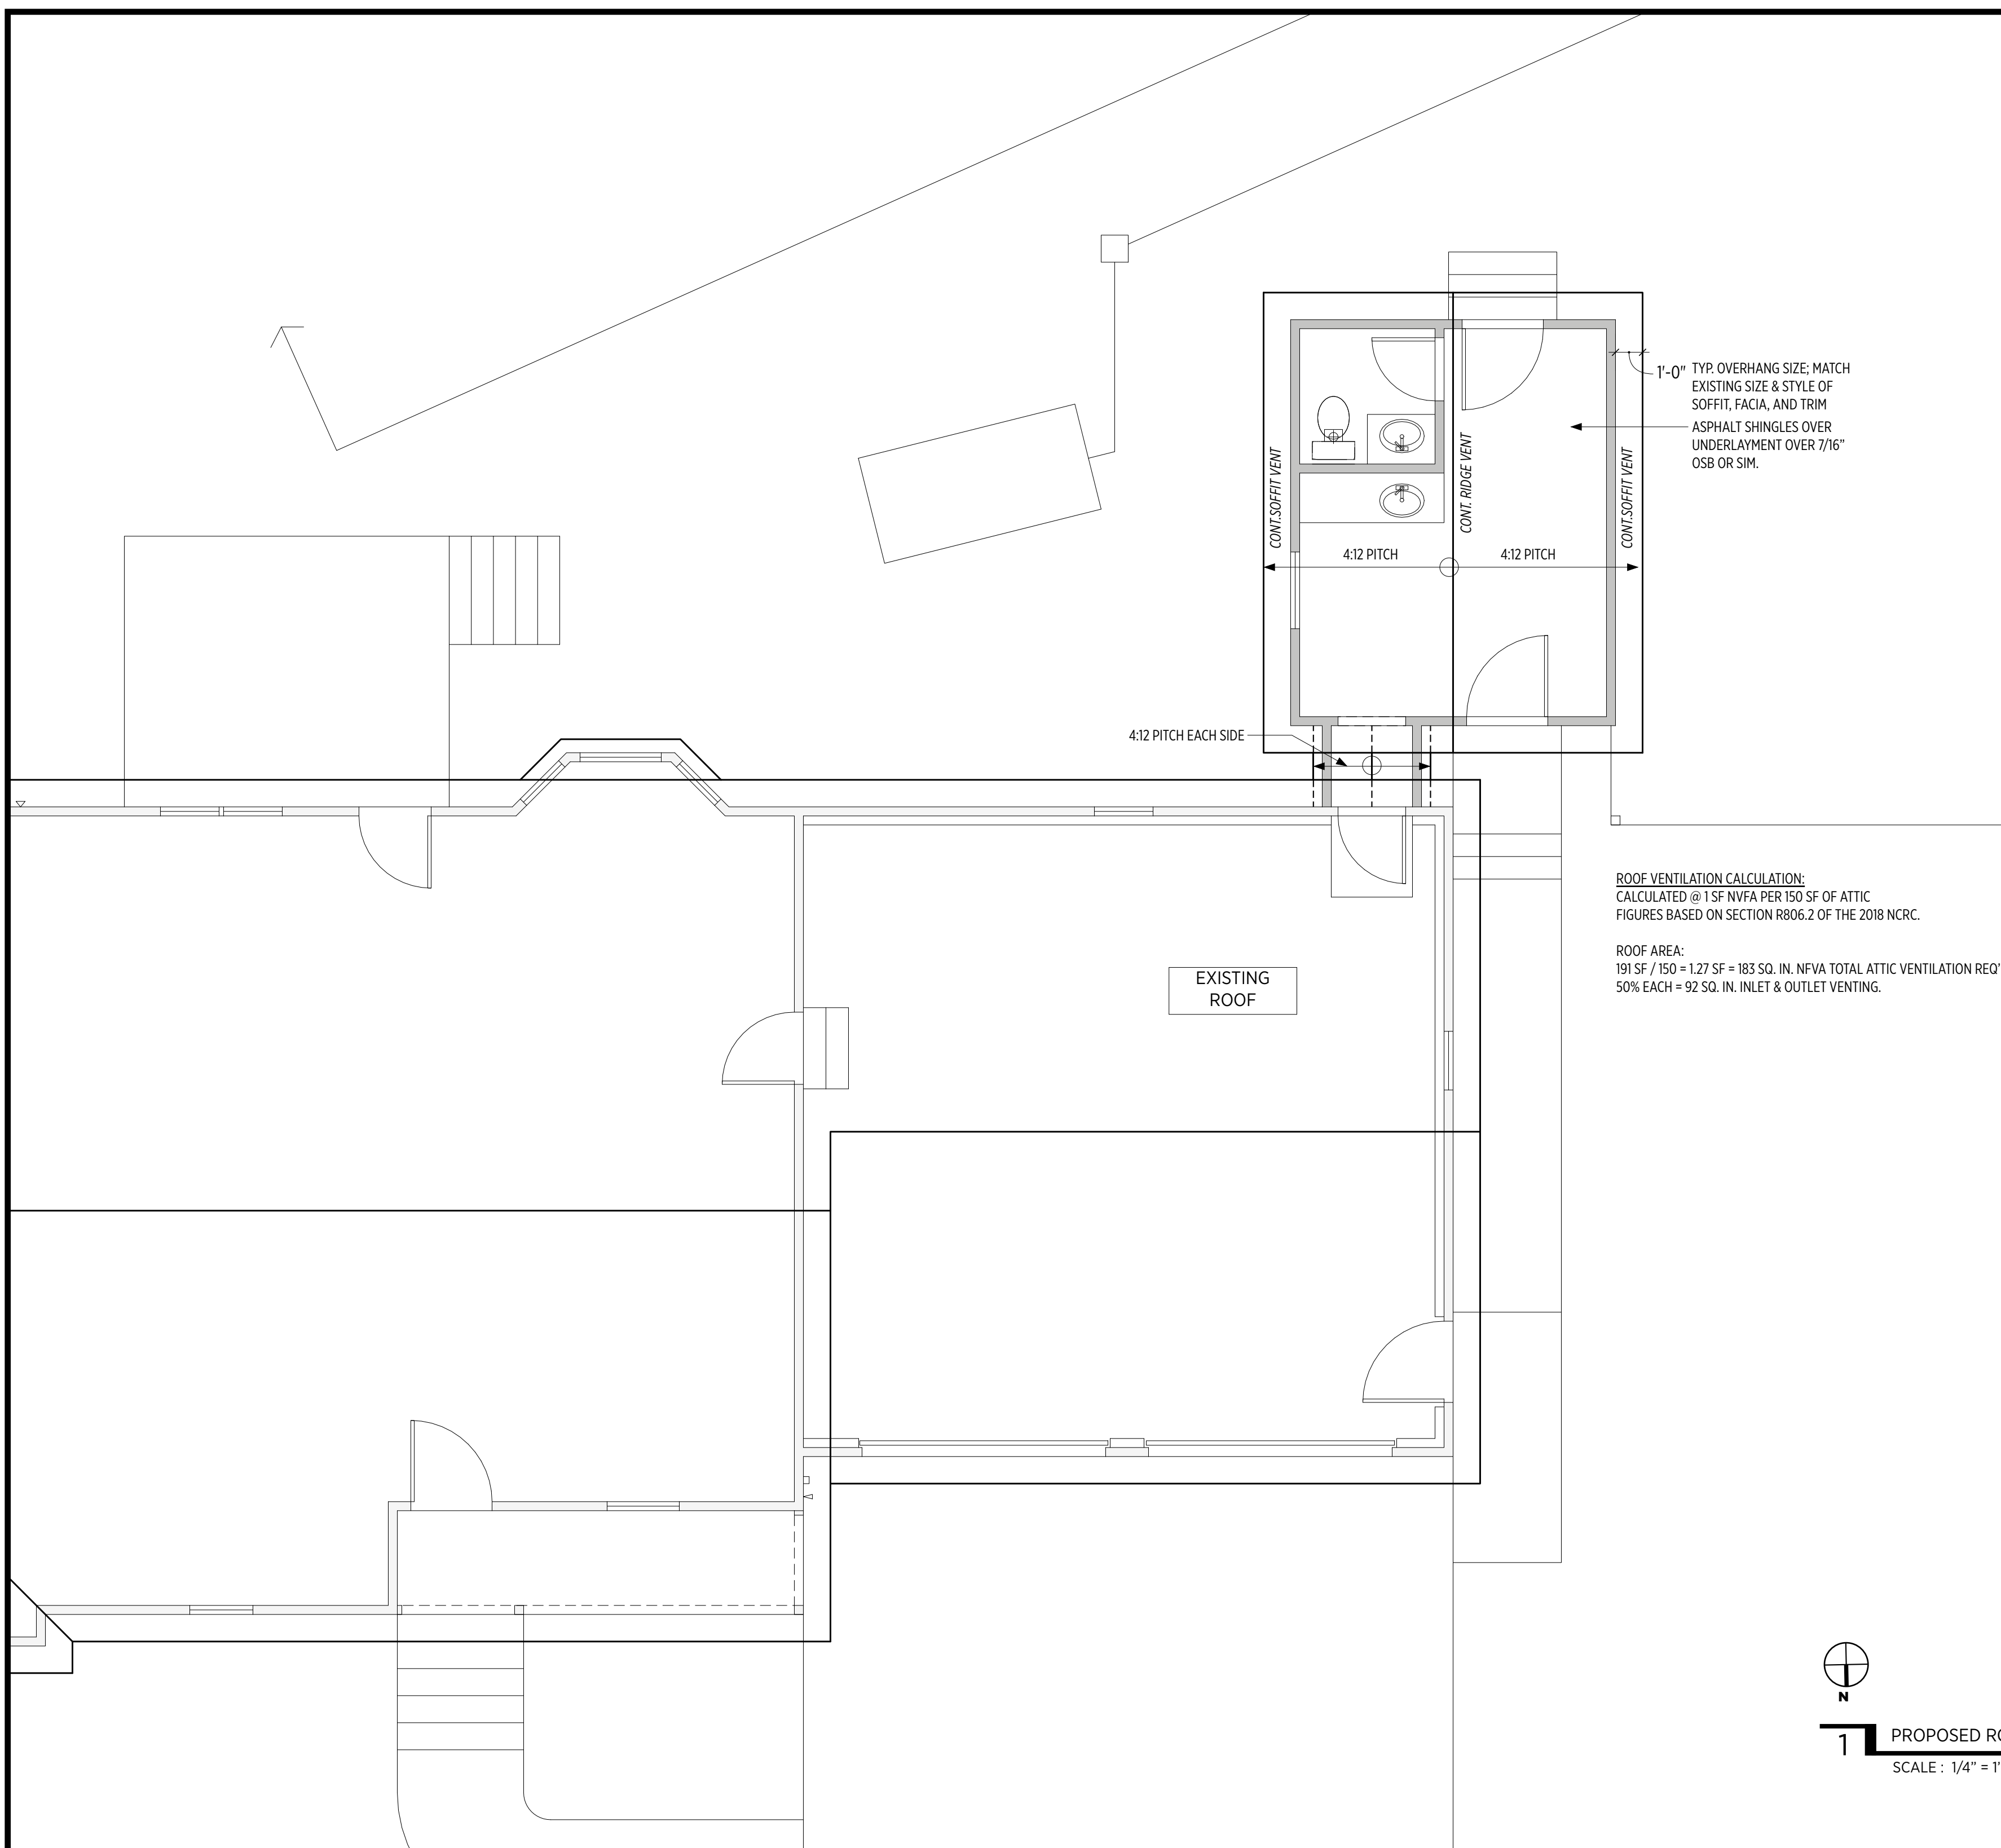 1'-0"
TYP. OVERHANG SIZE; MATCH
EXISTING SIZE & STYLE OF
SOFFIT, FACIA, AND TRIM
ASPHALT SHINGLES OVER
UNDERLAYMENT OVER 7/16”
OSB OR SIM.
CONT.SOFFIT VENT
CONT. RIDGE VENT
CONT.SOFFIT VENT
4:12 PITCH
4:12 PITCH
4:12 PITCH EACH SIDE
ROOF VENTILATION CALCULATION:
CALCULATED @ 1 SF NVFA PER 150 SF OF ATTIC
FIGURES BASED ON SECTION R806.2 OF THE 2018 NCRC.
ROOF AREA:
191 SF / 150 = 1.27 SF = 183 SQ. IN. NFVA TOTAL ATTIC VENTILATION REQ'
50% EACH = 92 SQ. IN. INLET & OUTLET VENTING.
EXISTING
ROOF
N
1
PROPOSED
SCALE : 1/4” = 1'